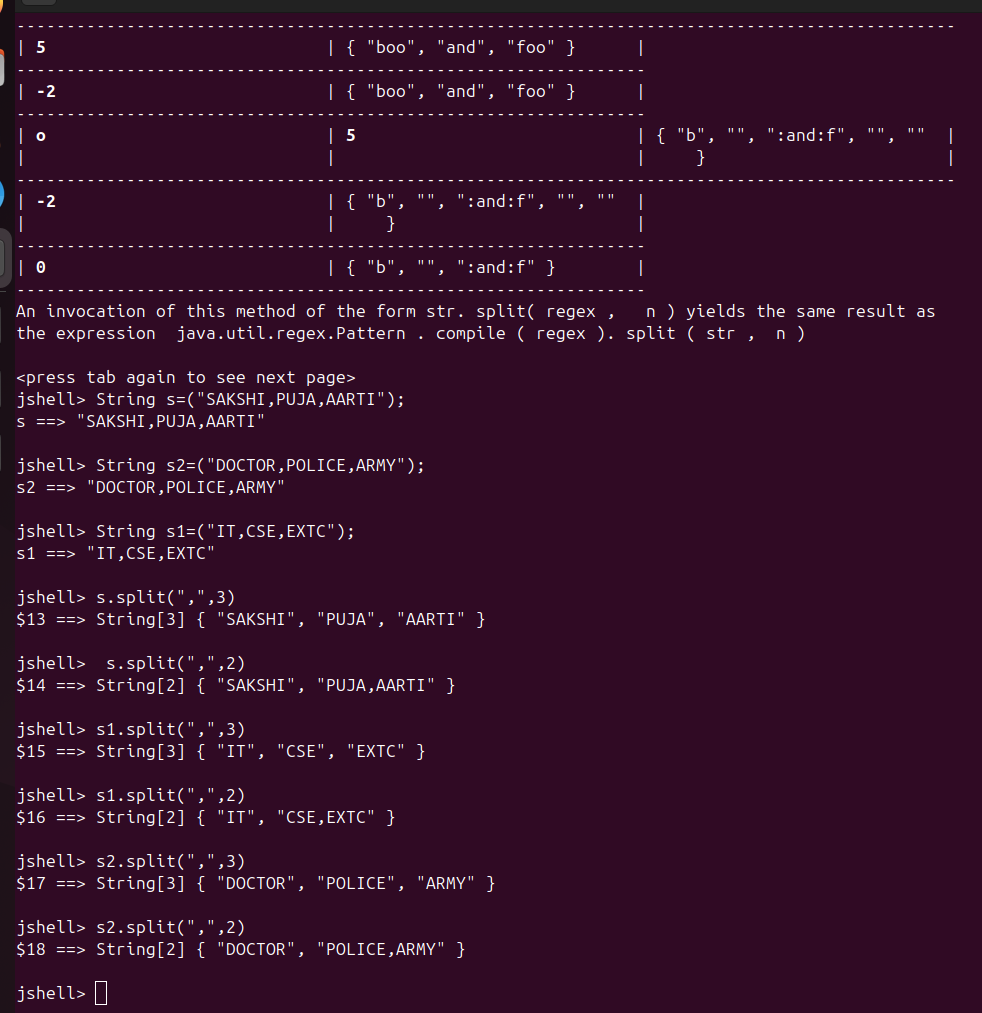 -----------------------------------------------------------------------------------------------
| 5                            | { "boo", "and", "foo" }      |
----------------------------------------------------------------
| -2                           | { "boo", "and", "foo" }      |
----------------------------------------------------------------
| o                            | 5                            | { "b", "", ":and:f", "", ""  |
|                              |                              |     }                        |
-----------------------------------------------------------------------------------------------
| -2                           | { "b", "", ":and:f", "", ""  |
|                              |     }                        |
----------------------------------------------------------------
| 0                            | { "b", "", ":and:f" }        |
----------------------------------------------------------------
An invocation of this method of the form str. split( regex ,   n ) yields the same result as
the expression  java.util.regex.Pattern . compile ( regex ). split ( str ,  n )
<press tab again to see next page>
jshell> String s=("SAKSHI,PUJA,AARTI");
s ==> "SAKSHI,PUJA,AARTI"
jshell> String s2=("DOCTOR,POLICE,ARMY");
s2 ==> "DOCTOR,POLICE,ARMY"
jshell> String s1=("IT,CSE,EXTC");
s1 ==> "IT,CSE,EXTC"
jshell> s.split(",",3)
$13 ==> String[3] { "SAKSHI", "PUJA", "AARTI" }
jshell>  s.split(",",2)
$14 ==> String[2] { "SAKSHI", "PUJA,AARTI" }
jshell> s1.split(",",3)
$15 ==> String[3] { "IT", "CSE", "EXTC" }
jshell> s1.split(",",2)
$16 ==> String[2] { "IT", "CSE,EXTC" }
jshell> s2.split(",",3)
$17 ==> String[3] { "DOCTOR", "POLICE", "ARMY" }
jshell> s2.split(",",2)
$18 ==> String[2] { "DOCTOR", "POLICE,ARMY" }
jshell>